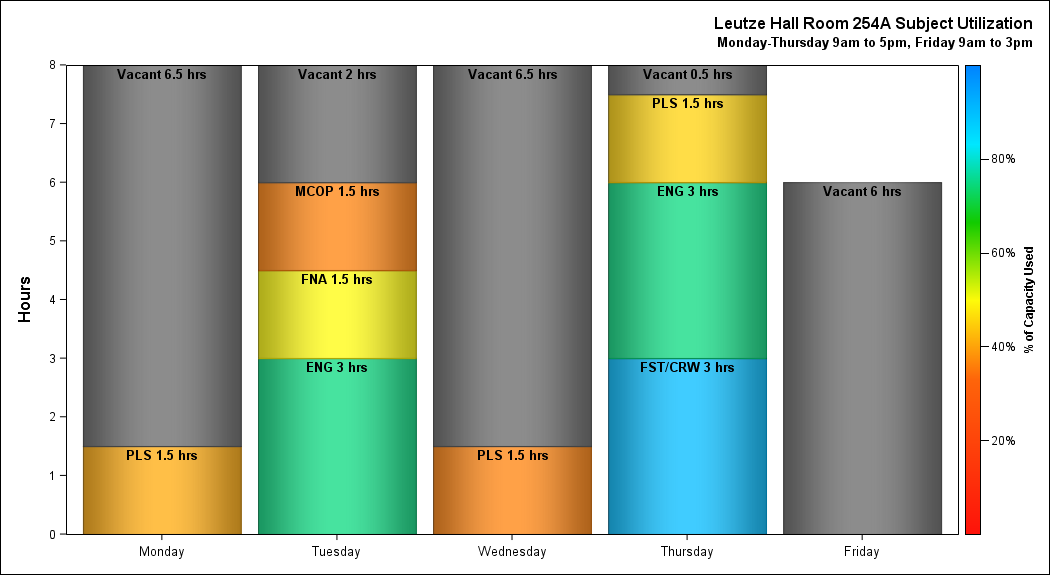 Leutze Hall Room 254A Subject Utilization
Monday-Thursday 9am to 5pm, Friday 9am to 3pm
Hours
8
7
6
5
4
3
2
1
0
Vacant 6.5 hrs
PLS 1.5 hrs
Vacant 2 hrs
MCOP 1.5 hrs
FNA 1.5 hrs
ENG 3 hrs
Vacant 6.5 hrs
PLS 1.5 hrs
Vacant 0.5 hrs
PLS 1.5 hrs
ENG 3 hrs
FST/CRW 3 hrs
Vacant 6 hrs
Monday
Tuesday
Wednesday
Thursday
Friday
80%
60%
40%
20%
% of Capacity Used